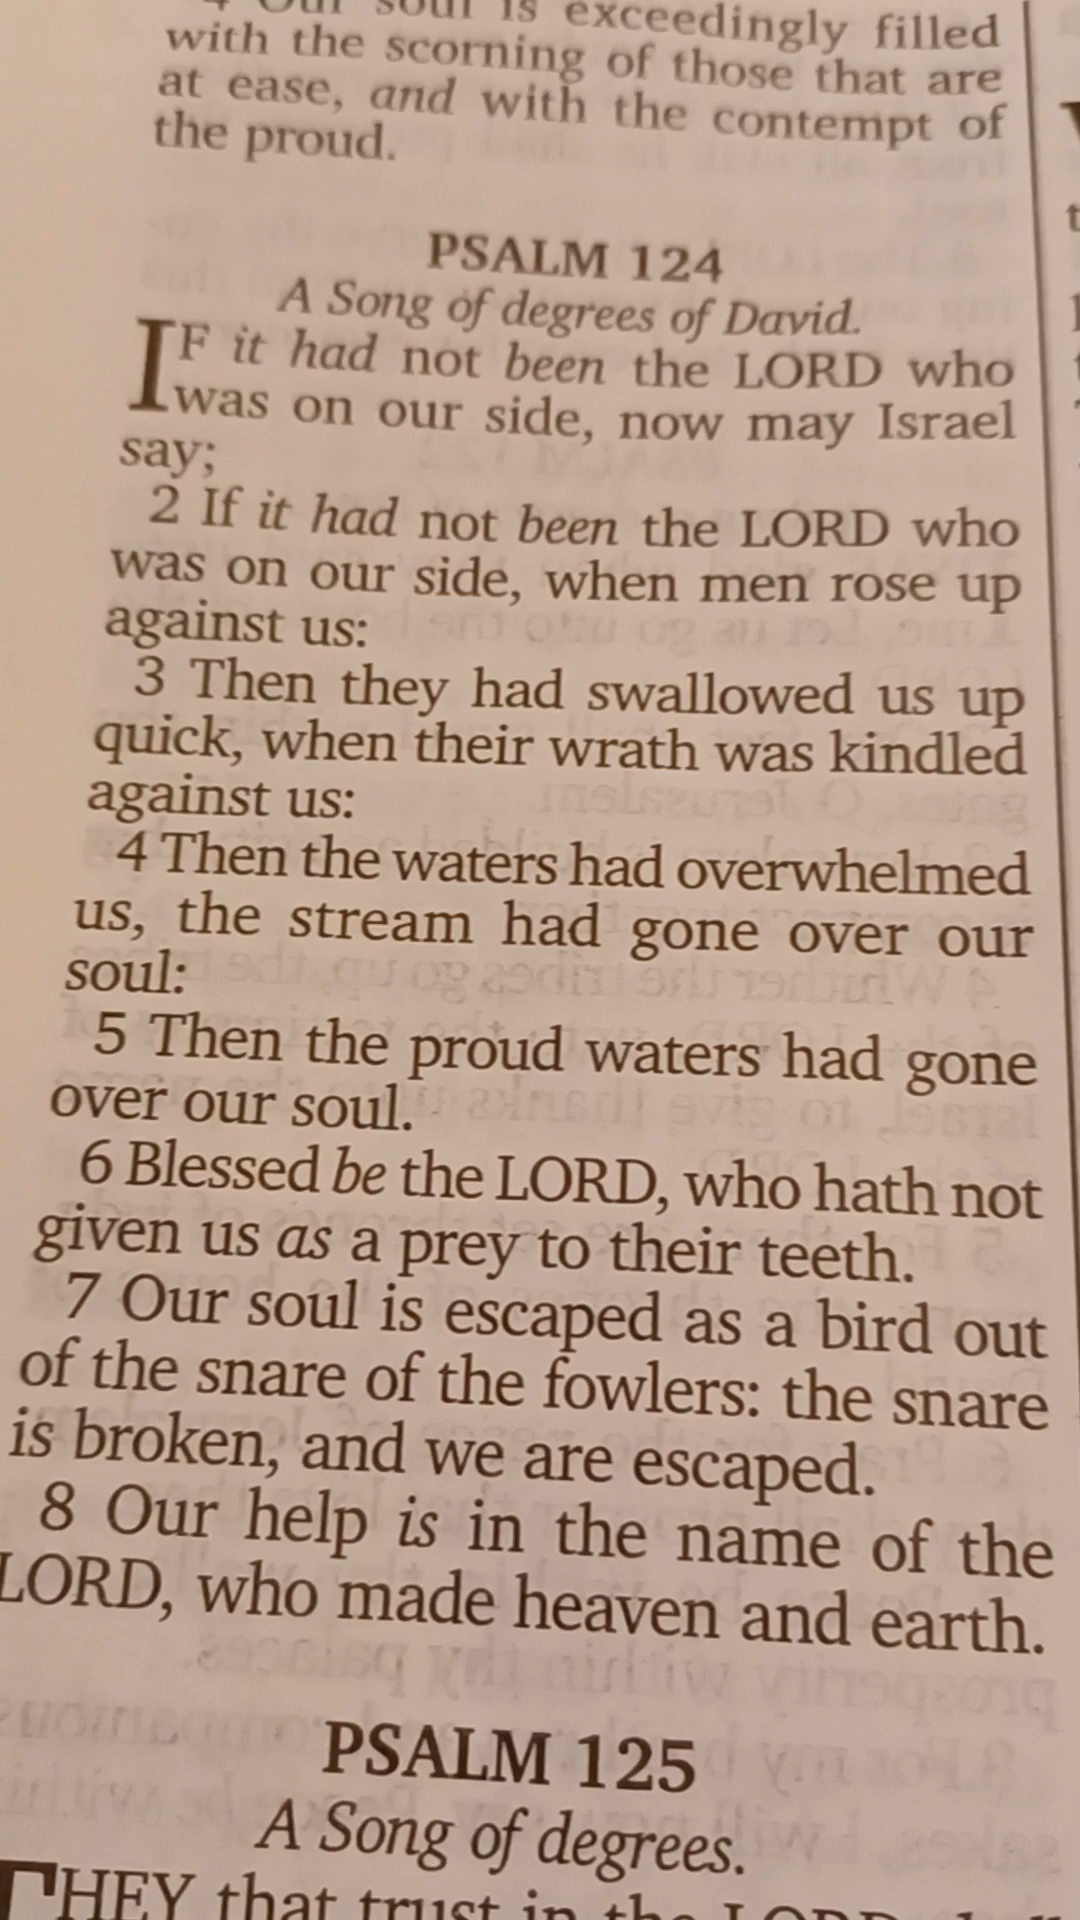 4 Our soul is exceedingly filled
with the scorning of those that are
at ease, and with the contempt of
the proud.
PSALM 124
A Song of degrees of David.
IF it had not been the LORD who
was on our side, now may Israel
say;
2 If it had not been the LORD who
was on our side, when men rose up
against us:
3 Then they had swallowed us up
quick, when their wrath was kindled
against us:
4 Then the waters had overwhelmed
us, the stream had gone over our
soul:
5 Then the proud waters had gone
over our soul.
6 Blessed be the LORD, who hath not
given us as a prey to their teeth.
7 Our soul is escaped as a bird out
of the snare of the fowlers: the snare
is broken, and we are escaped.
8 Our help is in the name of the
LORD, who made heaven and earth.
PSALM 125
A Song of degrees.
THEY that trust in the LORD